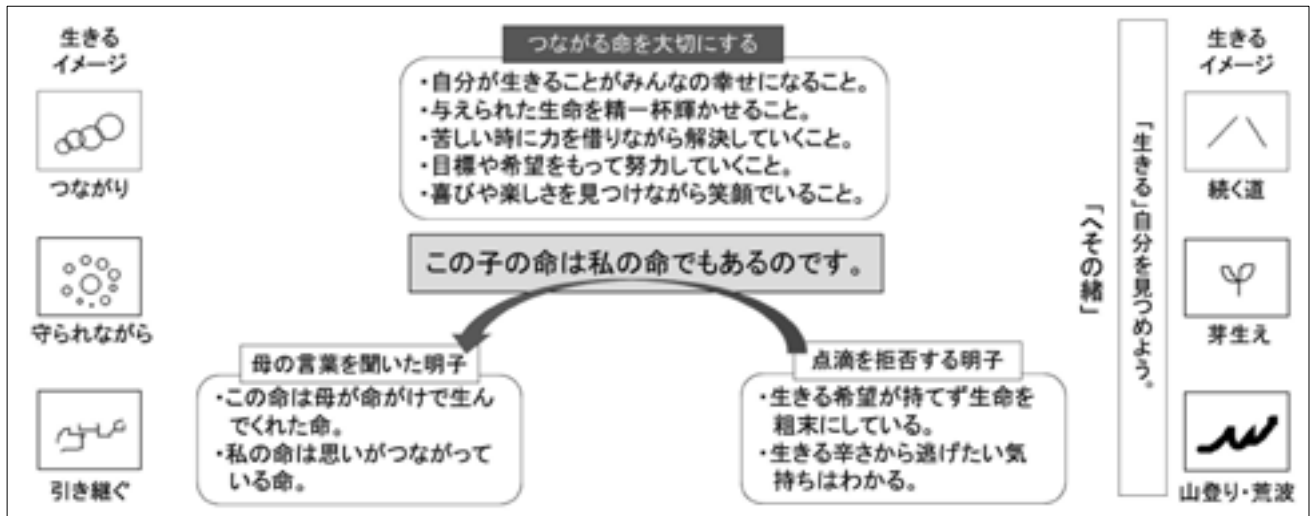 生きる
イメージ
続く道
芽生え
山登り・荒波
「生きる」自分を見つめよう。
「へその緒」
つながる命を大切にする
・自分が生きることがみんなの幸せになること。
・与えられた生命を精一杯輝かせること。
・苦しい時に力を借りながら解決していくこと。
・目標や希望をもって努力していくこと。
・喜びや楽しさを見つけながら笑顔でいること。
この子の命は私の命でもあるのです。
点滴を拒否する明子
・生きる希望が持てず生命を
粗末にしている。
・生きる辛さから逃げたい気
持ちはわかる。
母の言葉を聞いた明子
・この命は母が命がけで生ん
でくれた命。
・私の命は思いがつながって
いる命。
生きる
イメージ
つながり
守られながら
引き継ぐ